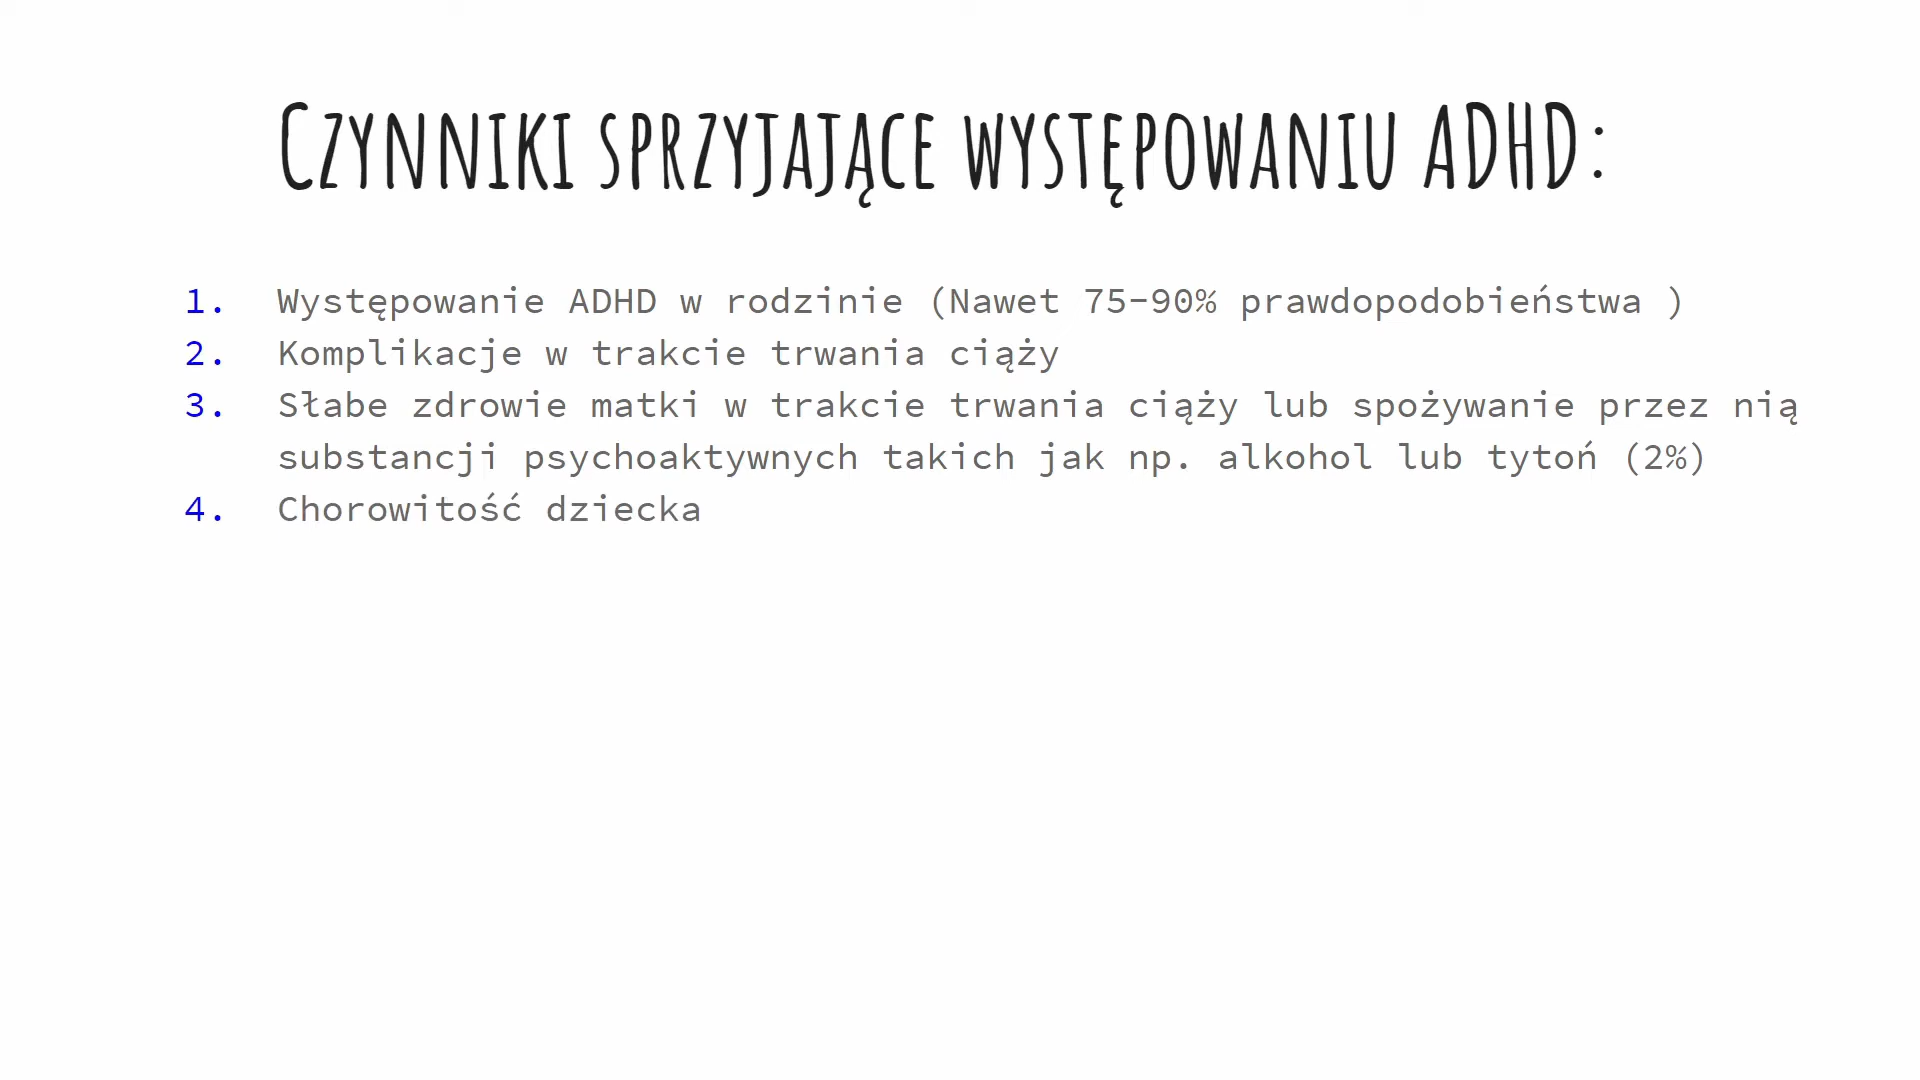 Czynniki sprzyjające występowaniu ADHD:
1. Występowanie ADHD w rodzinie (Nawet 75-90% prawdopodobieństwa )
2. Komplikacje w trakcie trwania ciąży
3. Słabe zdrowie matki w trakcie trwania ciąży lub spożywanie przez nią
substancji psychoaktywnych takich jak np. alkohol lub tytoń (2%)
4. Chorowitość dziecka